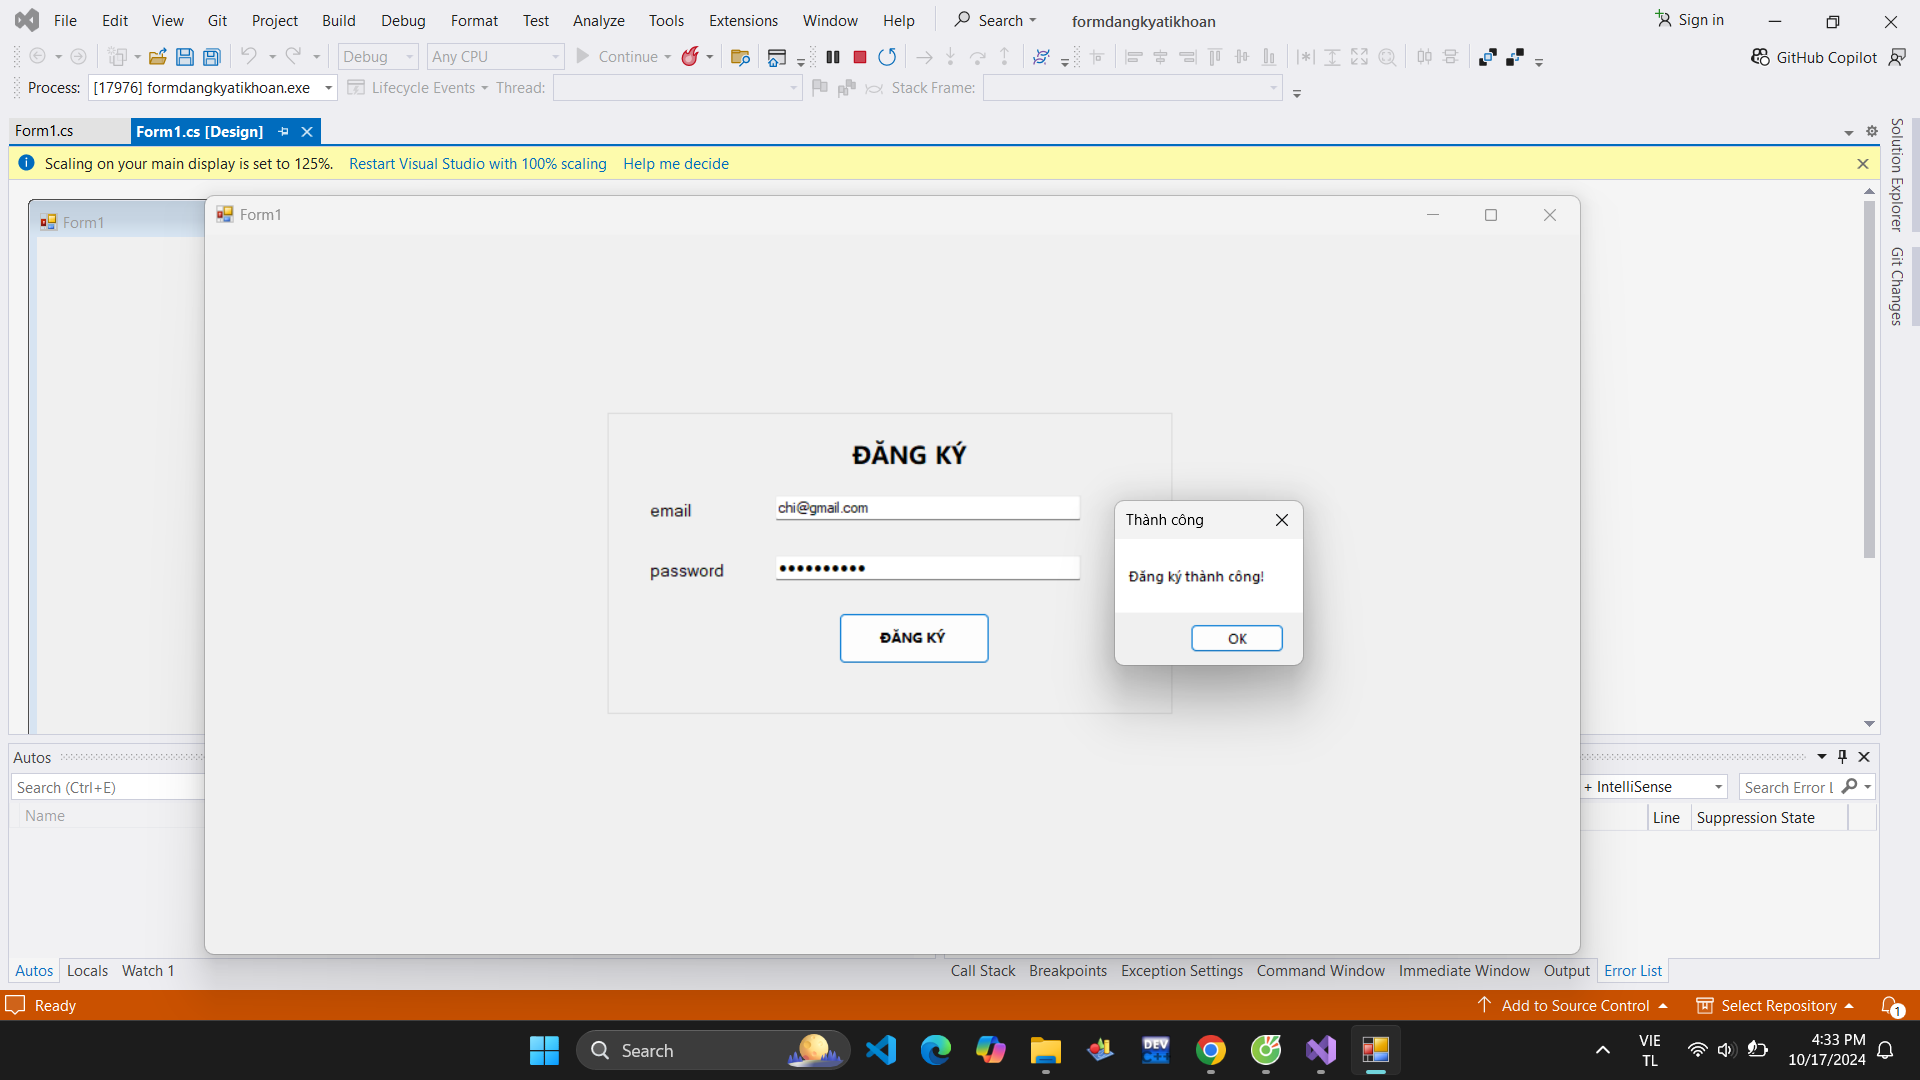 File Edit View Git Project Build Debug Format Test Analyze Tools Extensions Window Help Search formdangkyatikhoan Sign in
Debug Any CPU Continue GitHub Copilot
Process: [17976] formdangkyatikhoan.exe Lifecycle Events Thread: Stack Frame:
Form1.cs Form1.cs [Design]
Scaling on your main display is set to 125%. Restart Visual Studio with 100% scaling Help me decide
Solution Explorer
Git Changes
Form1
Form1
ĐĂNG KÝ
email chi@gmail.com
password ●●●●●●●●●●
ĐĂNG KÝ
Thành công
Đăng ký thành công!
OK
Autos
Search (Ctrl+E)
Name
+ IntelliSense Search Error L
Line Suppression State
Autos Locals Watch 1
Call Stack Breakpoints Exception Settings Command Window Immediate Window Output Error List
Ready Add to Source Control Select Repository 1
Search
DEV
VIE
TL
4:33 PM
10/17/2024